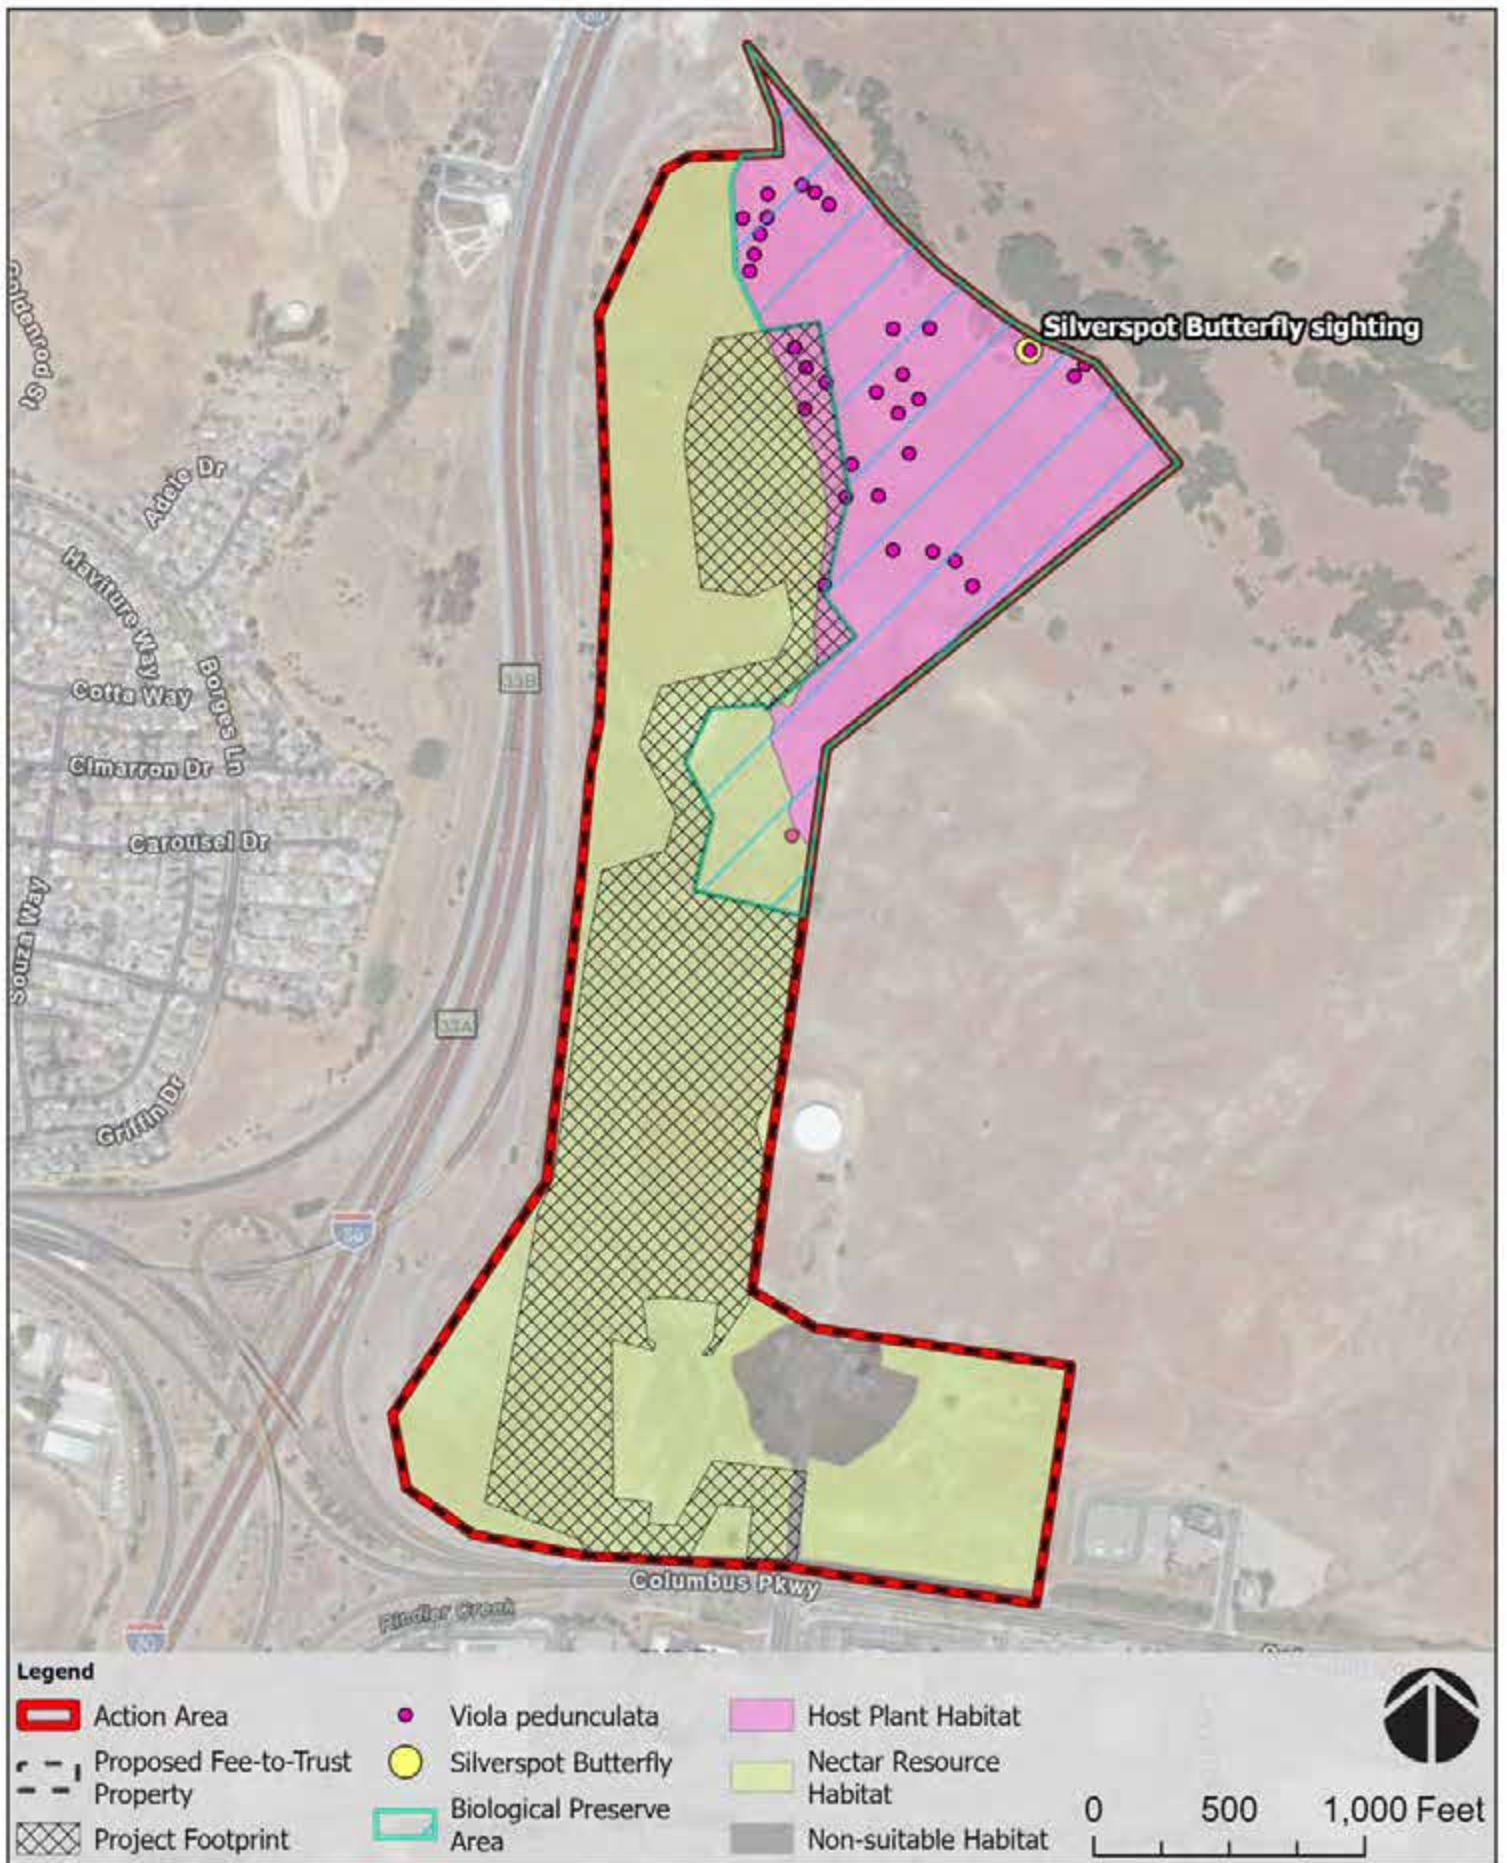 80
Silverspot Butterfly sighting
Adele Dr
Haviture Way
33B
Borges Ln
Cotta Way
Cimarron Dr
Carousel Dr
Souza Way
33A
Griffin Dr
80
Columbus Pkwy
Rindler Creek
80
Legend
Action Area
Proposed Fee-to-Trust
Property
Project Footprint
Viola pedunculata
Silverspot Butterfly
Biological Preserve
Area
Host Plant Habitat
Nectar Resource
Habitat
Non-suitable Habitat
0 500 1,000 Feet